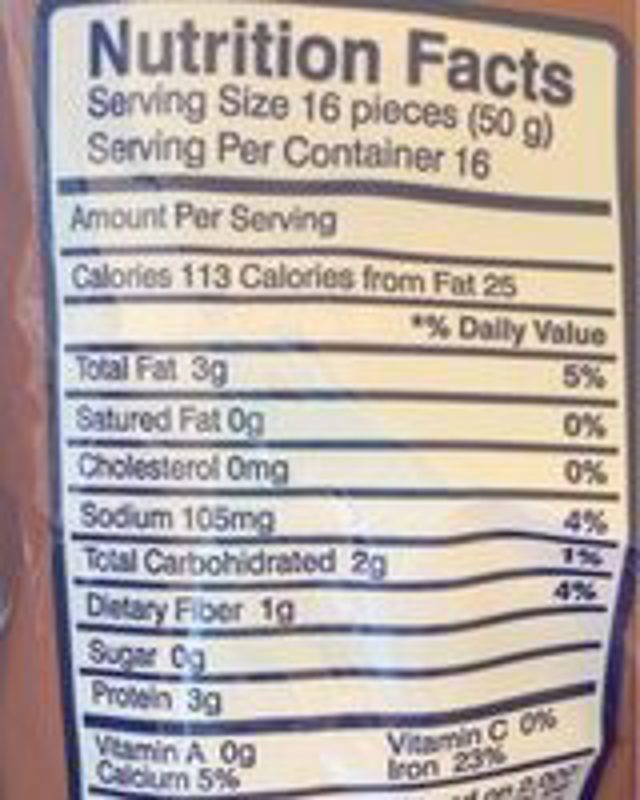 Nutrition Facts
Serving Size 16 pieces (50 g)
Serving Per Container 16
Amount Per Serving
Calories 113 Calories from Fat 25
*% Daily Value
Total Fat 3g 5%
Satured Fat 0g 0%
Cholesterol 0mg 0%
Sodium 105mg 4%
Total Carbohidrated 2g 1%
Dietary Fiber 1g 4%
Sugar 0g
Protein 3g
Vitamin A 0g Vitamin C 0%
Calcium 5% Iron 23%
on